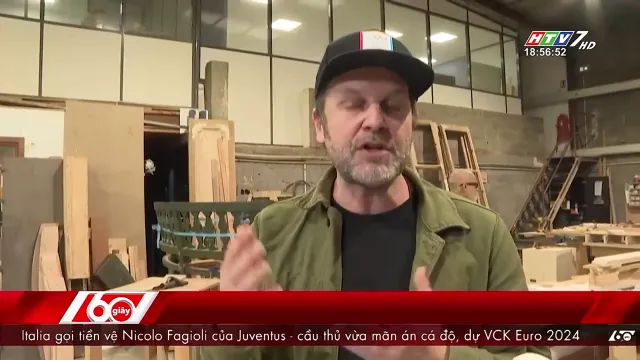 HTV7 HD
18:56:52
60 giây
Italia gọi tiền vệ Nicolo Fagioli của Juventus - cầu thủ vừa mãn án cá độ, dự VCK Euro 2024
60